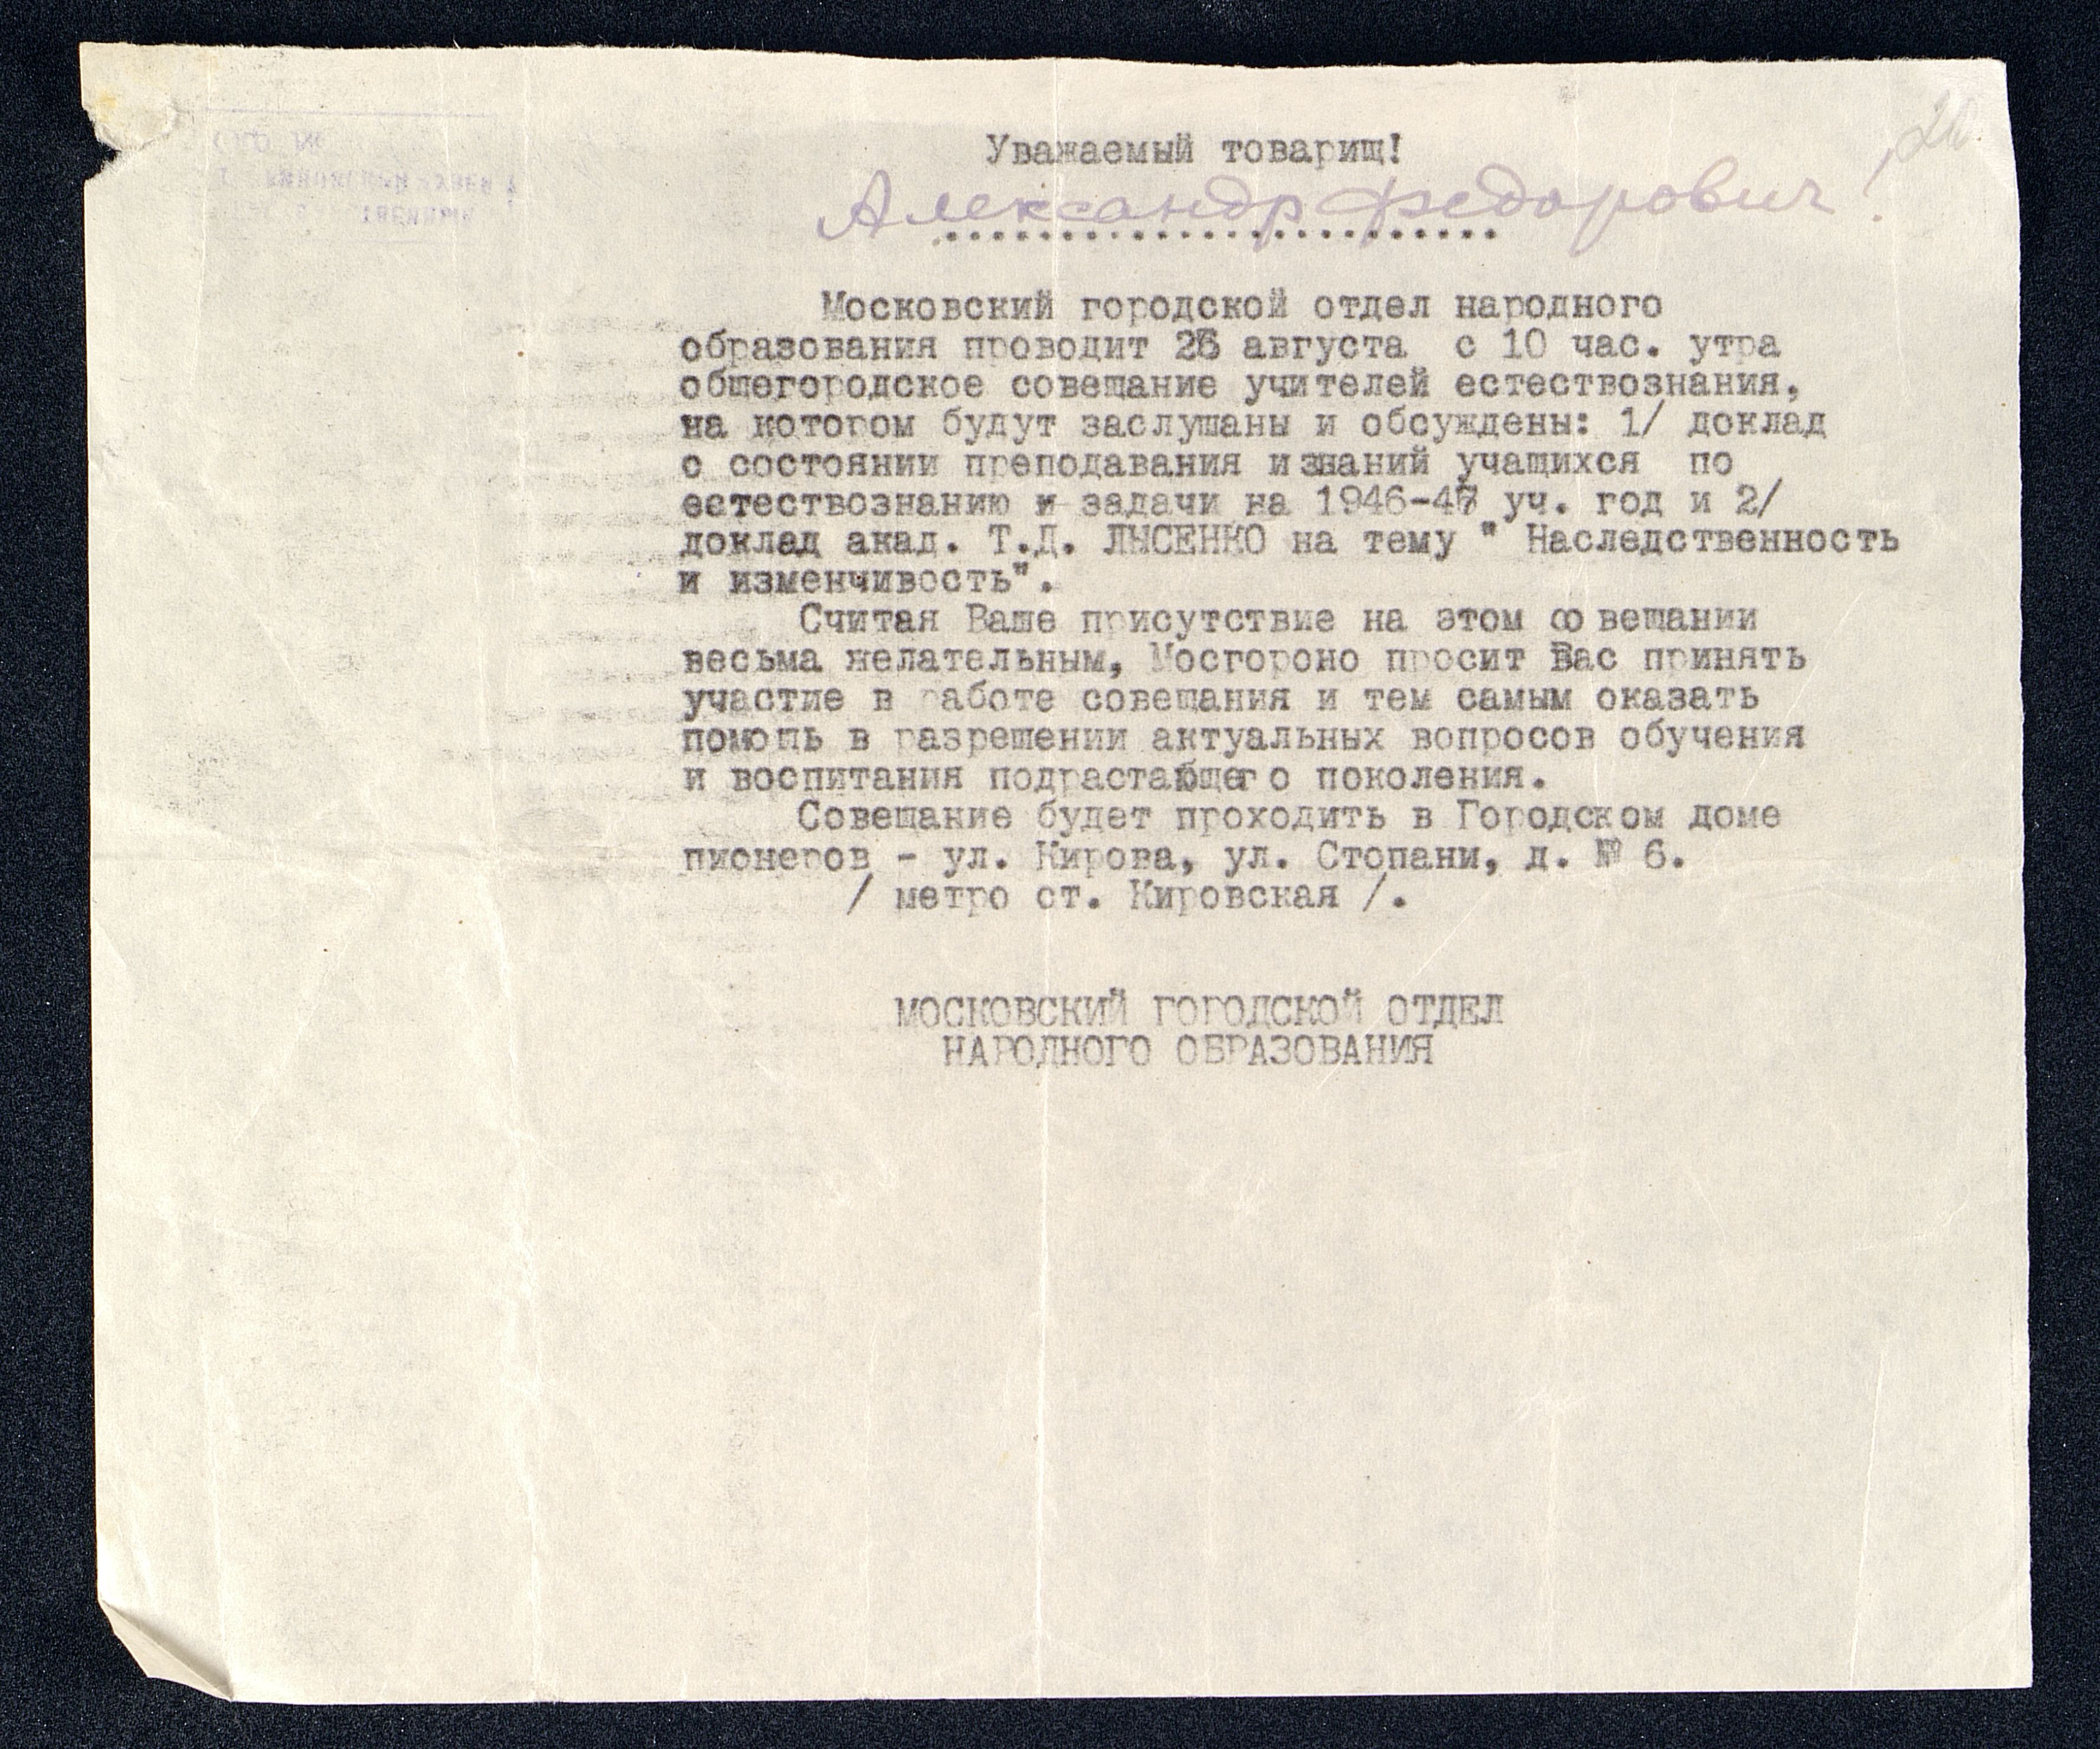 Уважаемый товарищ!
Александр Федорович!
Московский городской отдел народного
образования проводит 26 августа с 10 час. утра
общегородское совещание учителей естествознания,
на котором будут заслушаны и обсуждены: 1/ доклад
о состоянии преподавания и знаний учащихся по
естествознанию и задачи на 1946-47 уч. год и 2/
доклад акад. Т.Д. ЛЫСЕНКО на тему " Наследственность
и изменчивость".
Считая Ваше присутствие на этом совещании
весьма желательным, Мосгороно просит Вас принять
участие в работе совещания и тем самым оказать
помощь в разрешении актуальных вопросов обучения
и воспитания подрастающего поколения.
Совещание будет проходить в Городском доме
пионеров - ул. Кирова, ул. Стопани, д. № 6.
/ метро ст. Кировская /.
МОСКОВСКИЙ ГОРОДСКОЙ ОТДЕЛ
НАРОДНОГО ОБРАЗОВАНИЯ